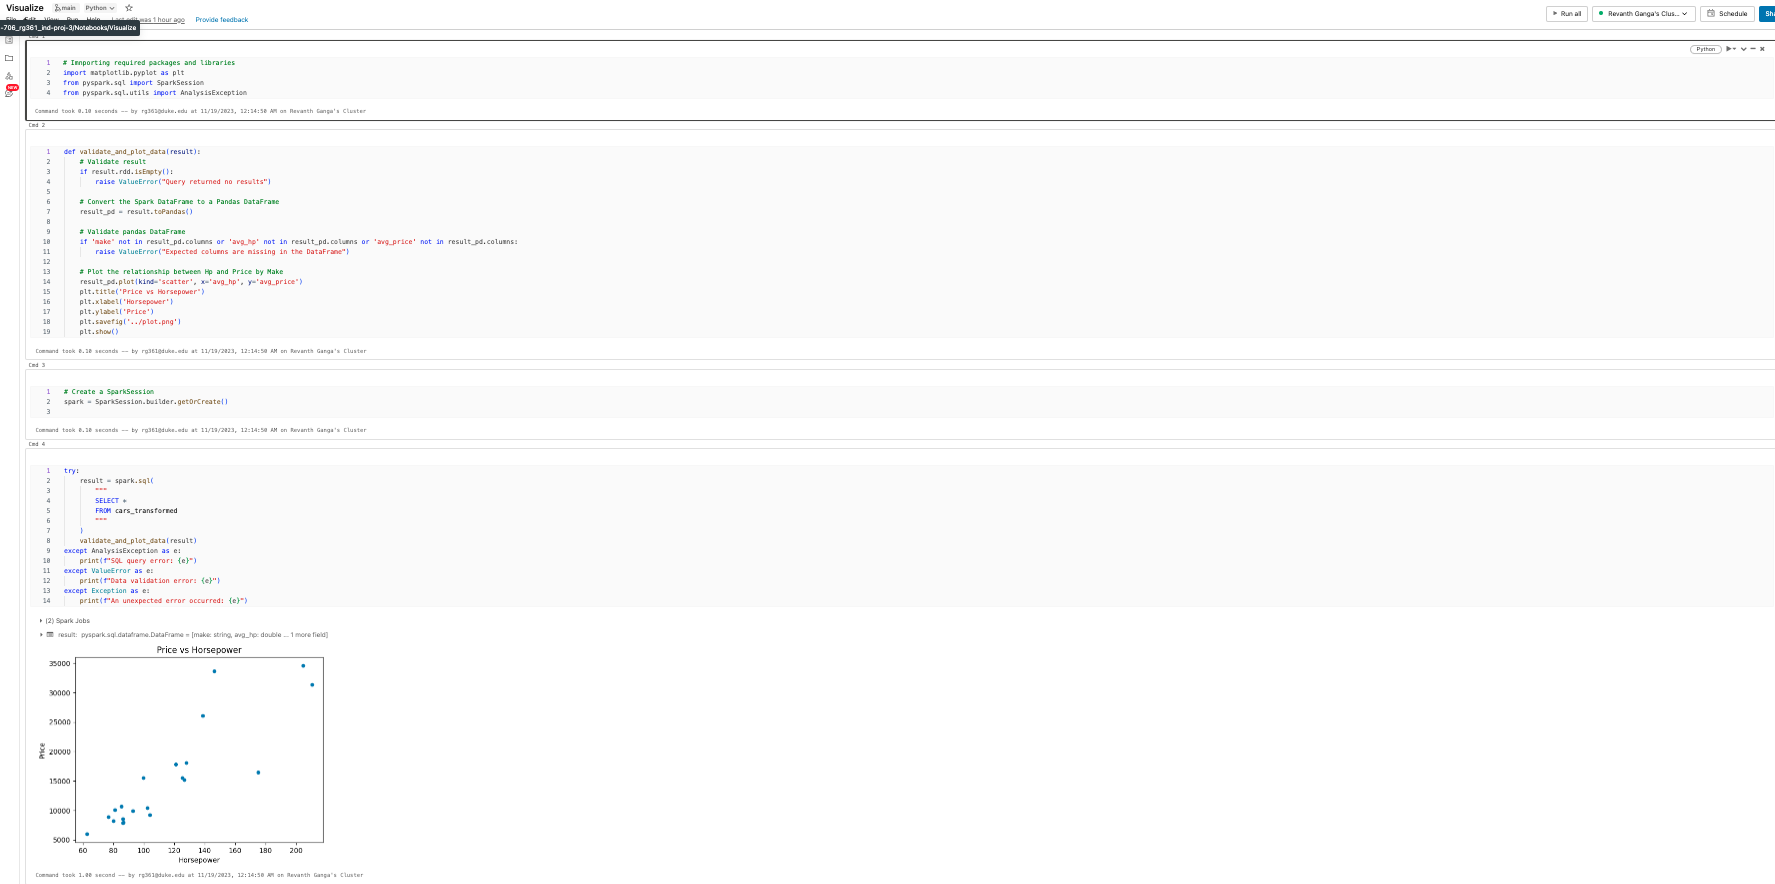 Visualize main Python
File Edit View Run Help Last edit was 1 hour ago Provide feedback
Run all Revanth Ganga's Clus... Schedule Sha
-706_rg361_ind-proj-3/Notebooks/Visualize
NEW
Cmd 1
Python
1 # Imnporting required packages and libraries
2 import matplotlib.pyplot as plt
3 from pyspark.sql import SparkSession
4 from pyspark.sql.utils import AnalysisException
Command took 0.10 seconds -- by rg361@duke.edu at 11/19/2023, 12:14:50 AM on Revanth Ganga's Cluster
Cmd 2
1 def validate_and_plot_data(result):
2 # Validate result
3 if result.rdd.isEmpty():
4 raise ValueError("Query returned no results")
5
6 # Convert the Spark DataFrame to a Pandas DataFrame
7 result_pd = result.toPandas()
8
9 # Validate pandas DataFrame
10 if 'make' not in result_pd.columns or 'avg_hp' not in result_pd.columns or 'avg_price' not in result_pd.columns:
11 raise ValueError("Expected columns are missing in the DataFrame")
12
13 # Plot the relationship between Hp and Price by Make
14 result_pd.plot(kind='scatter', x='avg_hp', y='avg_price')
15 plt.title('Price vs Horsepower')
16 plt.xlabel('Horsepower')
17 plt.ylabel('Price')
18 plt.savefig('../plot.png')
19 plt.show()
Command took 0.10 seconds -- by rg361@duke.edu at 11/19/2023, 12:14:50 AM on Revanth Ganga's Cluster
Cmd 3
1 # Create a SparkSession
2 spark = SparkSession.builder.getOrCreate()
3
Command took 0.10 seconds -- by rg361@duke.edu at 11/19/2023, 12:14:50 AM on Revanth Ganga's Cluster
Cmd 4
1 try:
2 result = spark.sql(
3 """
4 SELECT *
5 FROM cars_transformed
6 """
7 )
8 validate_and_plot_data(result)
9 except AnalysisException as e:
10 print(f"SQL query error: {e}")
11 except ValueError as e:
12 print(f"Data validation error: {e}")
13 except Exception as e:
14 print(f"An unexpected error occurred: {e}")
(2) Spark Jobs
result: pyspark.sql.dataframe.DataFrame = [make: string, avg_hp: double ... 1 more field]
Price vs Horsepower
35000
30000
25000
20000
15000
10000
5000
Price
60 80 100 120 140 160 180 200
Horsepower
Command took 1.00 second -- by rg361@duke.edu at 11/19/2023, 12:14:50 AM on Revanth Ganga's Cluster